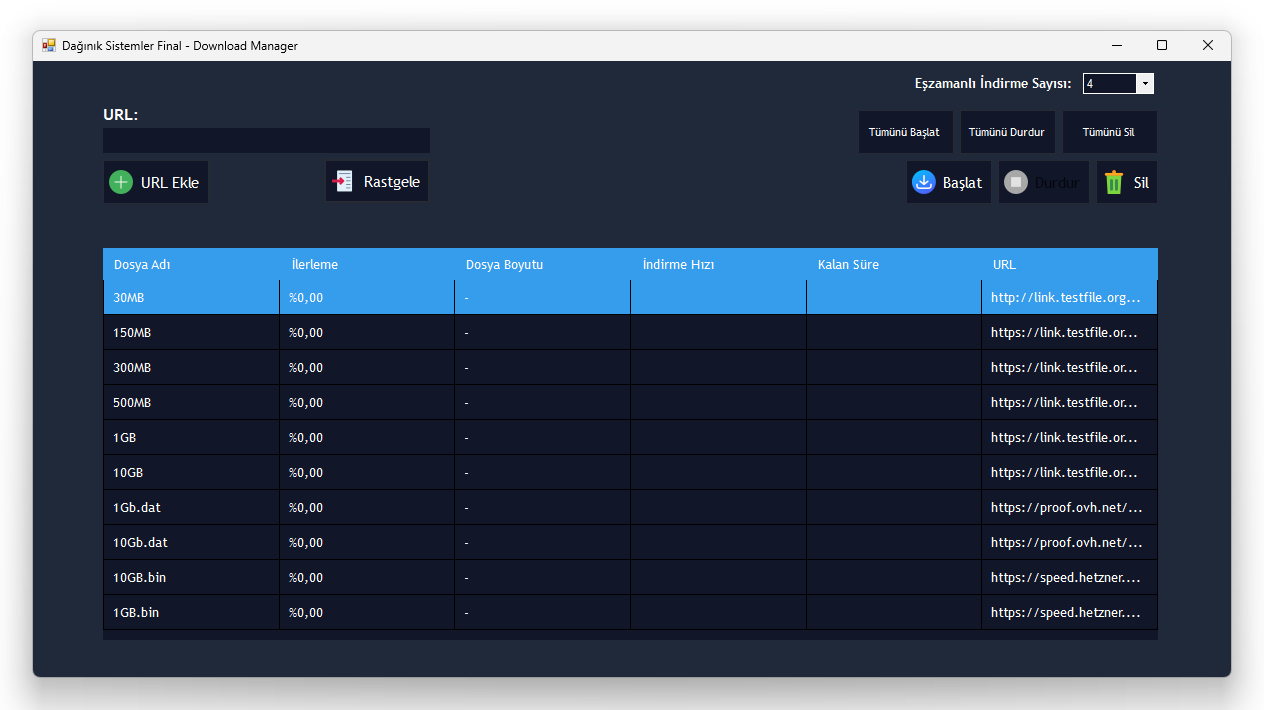 Dağınık Sistemler Final - Download Manager
Eşzamanlı İndirme Sayısı: 4
URL:
Tümünü Başlat Tümünü Durdur Tümünü Sil
URL Ekle Rastgele Başlat Durdur Sil
Dosya Adı İlerleme Dosya Boyutu İndirme Hızı Kalan Süre URL
30MB %0,00 - http://link.testfile.org...
150MB %0,00 - https://link.testfile.or...
300MB %0,00 - https://link.testfile.or...
500MB %0,00 - https://link.testfile.or...
1GB %0,00 - https://link.testfile.or...
10GB %0,00 - https://link.testfile.or...
1Gb.dat %0,00 - https://proof.ovh.net/...
10Gb.dat %0,00 - https://proof.ovh.net/...
10GB.bin %0,00 - https://speed.hetzner....
1GB.bin %0,00 - https://speed.hetzner....